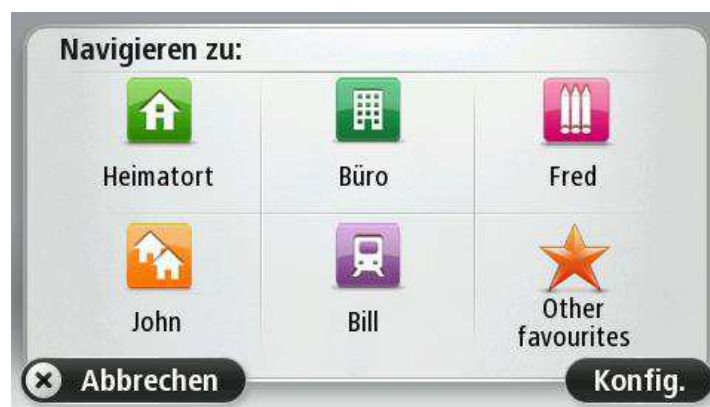 Navigieren zu:
Heimatort
Büro
Fred
John
Bill
Other
favourites
Abbrechen
Konfig.